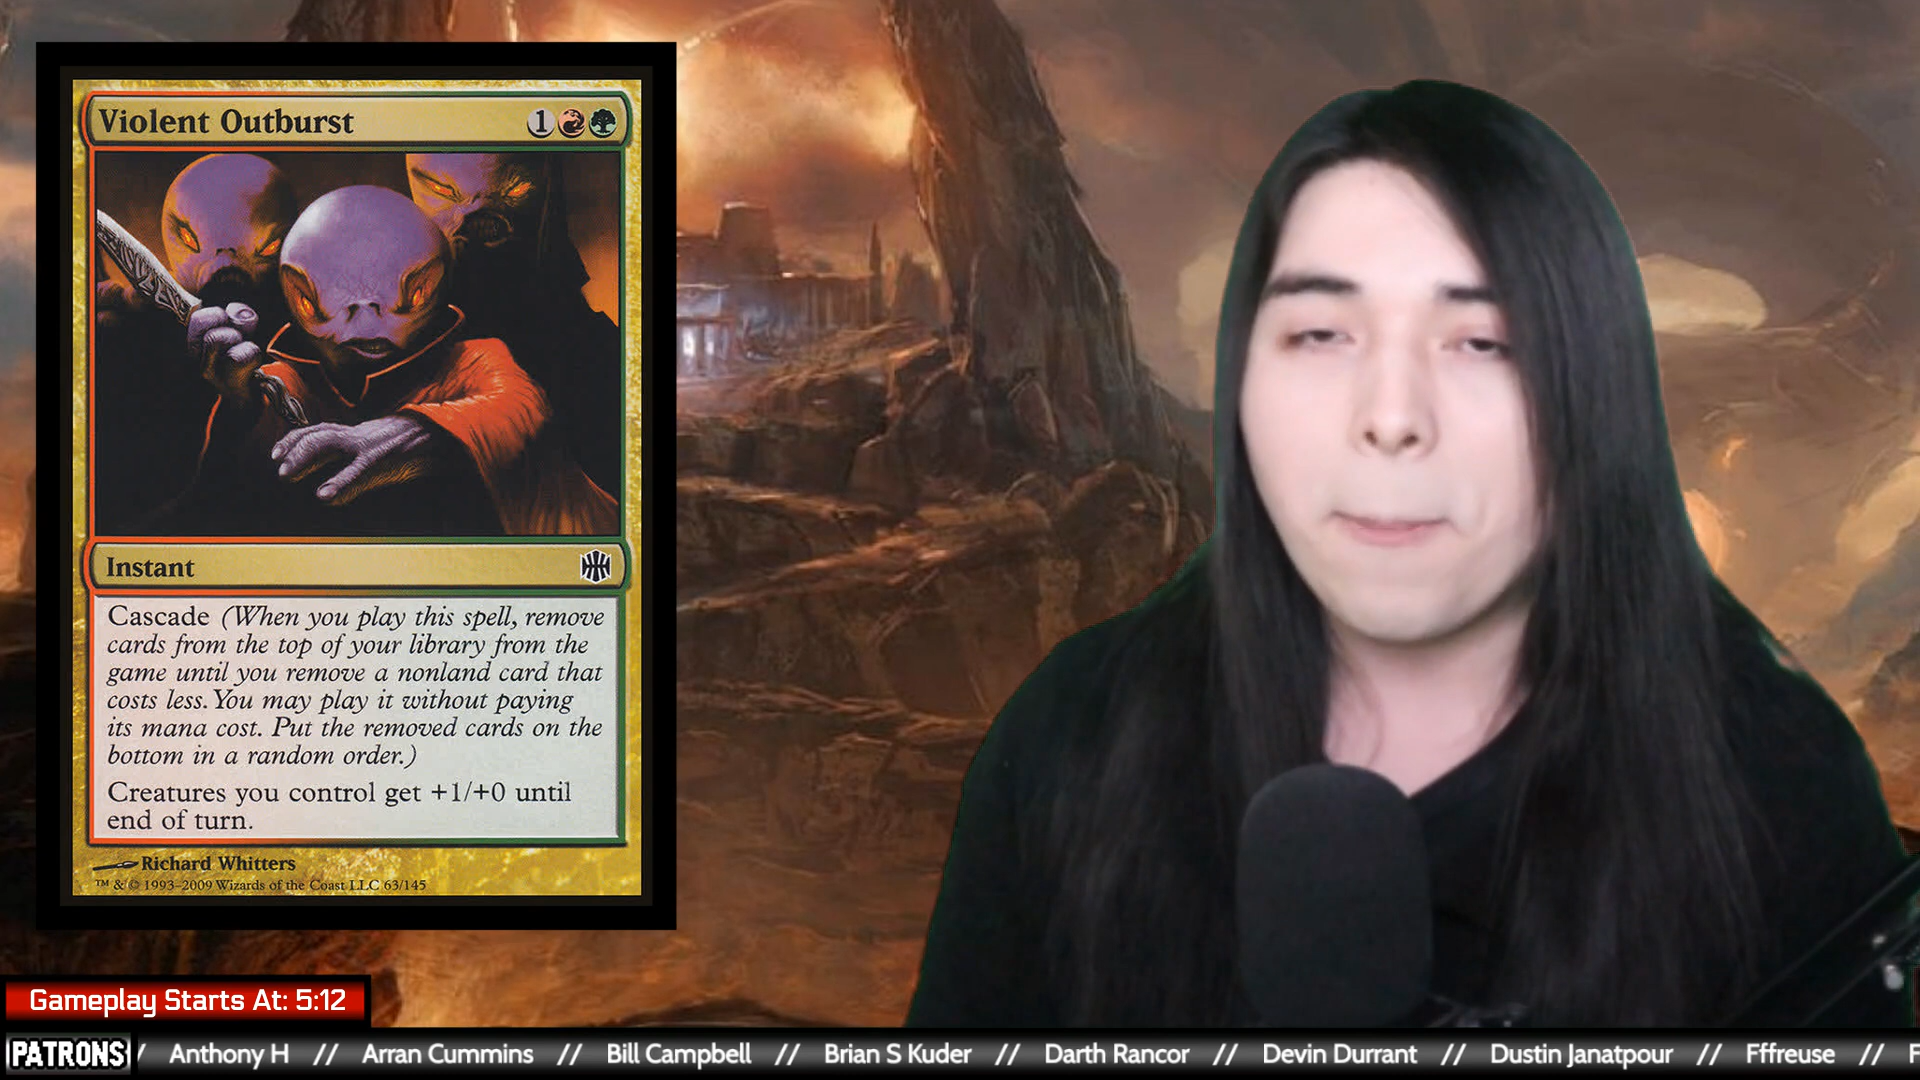 Violent Outburst 1
Instant
Cascade (When you play this spell, remove
cards from the top of your library from the
game until you remove a nonland card that
costs less. You may play it without paying
its mana cost. Put the removed cards on the
bottom in a random order.)
Creatures you control get +1/+0 until
end of turn.
Richard Whitters
™ & © 1993–2009 Wizards of the Coast LLC 63/145
Gameplay Starts At: 5:12
PATRONS / Anthony H // Arran Cummins // Bill Campbell // Brian S Kuder // Darth Rancor // Devin Durrant // Dustin Janatpour // Fffreuse // F